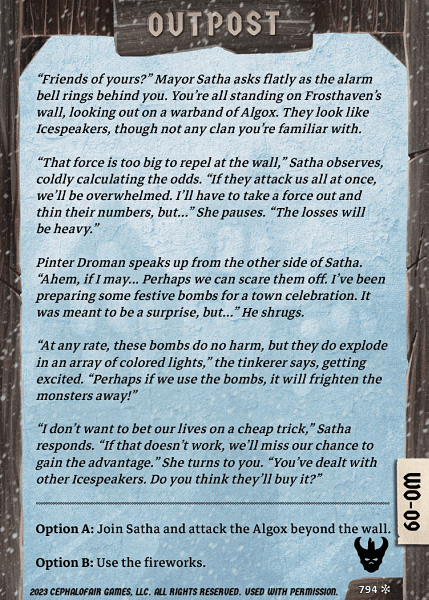 OUTPOST
“Friends of yours?” Mayor Satha asks flatly as the alarm
bell rings behind you. You’re all standing on Frosthaven’s
wall, looking out on a warband of Algox. They look like
Icespeakers, though not any clan you’re familiar with.
“That force is too big to repel at the wall,” Satha observes,
coldly calculating the odds. “If they attack us all at once,
we’ll be overwhelmed. I’ll have to take a force out and
thin their numbers, but...” She pauses. “The losses will
be heavy.”
Pinter Droman speaks up from the other side of Satha.
“Ahem, if I may... Perhaps we can scare them off. I’ve been
preparing some festive bombs for a town celebration. It
was meant to be a surprise, but...” He shrugs.
“At any rate, these bombs do no harm, but they do explode
in an array of colored lights,” the tinkerer says, getting
excited. “Perhaps if we use the bombs, it will frighten the
monsters away!”
“I don’t want to bet our lives on a cheap trick,” Satha
responds. “If that doesn’t work, we’ll miss our chance to
gain the advantage.” She turns to you. “You’ve dealt with
other Icespeakers. Do you think they’ll buy it?”
Option A: Join Satha and attack the Algox beyond the wall.
Option B: Use the fireworks.
WO-09
2023 CEPHALOFAIR GAMES, LLC. ALL RIGHTS RESERVED. USED WITH PERMISSION.
794